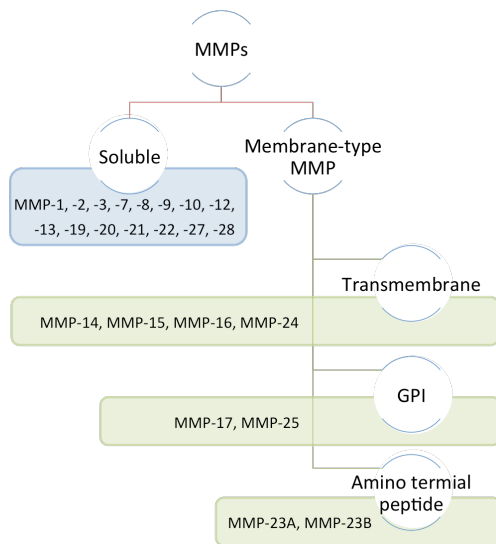 MMPs
Soluble
MMP-1, -2, -3, -7, -8, -9, -10, -12,
-13, -19, -20, -21, -22, -27, -28
Membrane-type
MMP
Transmembrane
MMP-14, MMP-15, MMP-16, MMP-24
GPI
MMP-17, MMP-25
Amino termial
peptide
MMP-23A, MMP-23B